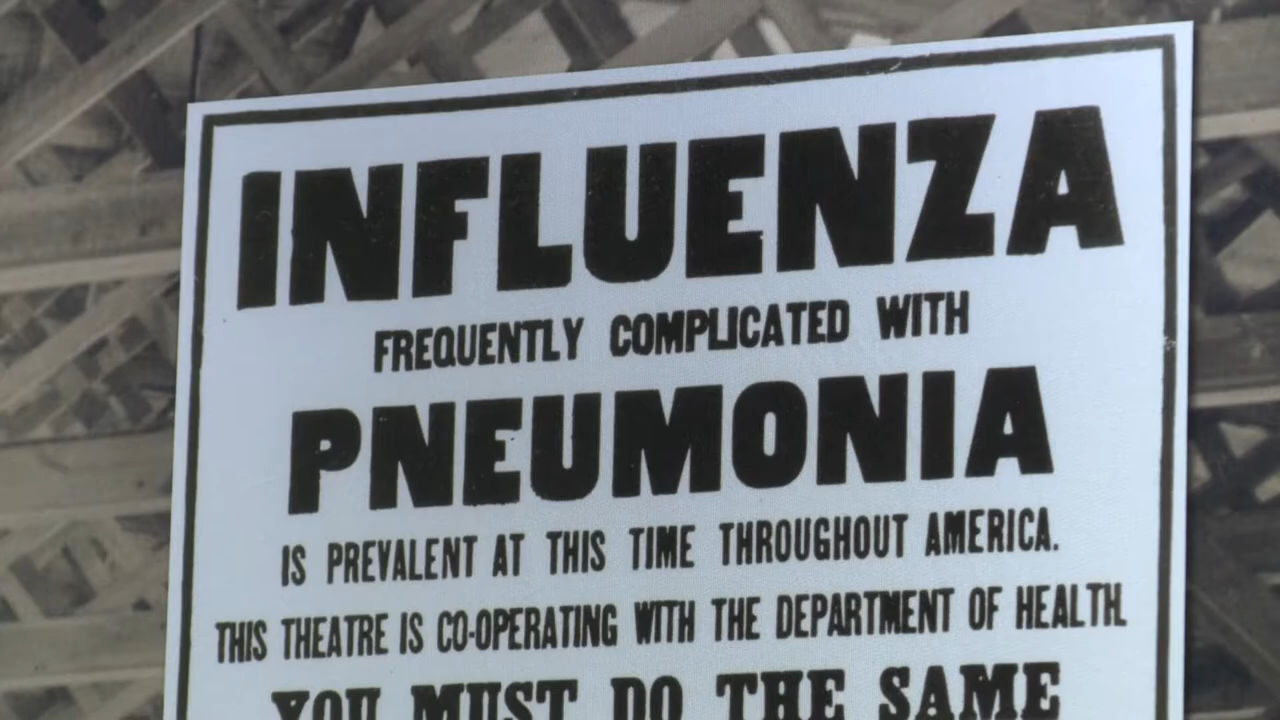 INFLUENZA
FREQUENTLY COMPLICATED WITH
PNEUMONIA
IS PREVALENT AT THIS TIME THROUGHOUT AMERICA.
THIS THEATRE IS CO-OPERATING WITH THE DEPARTMENT OF HEALTH.
YOU MUST DO THE SAME